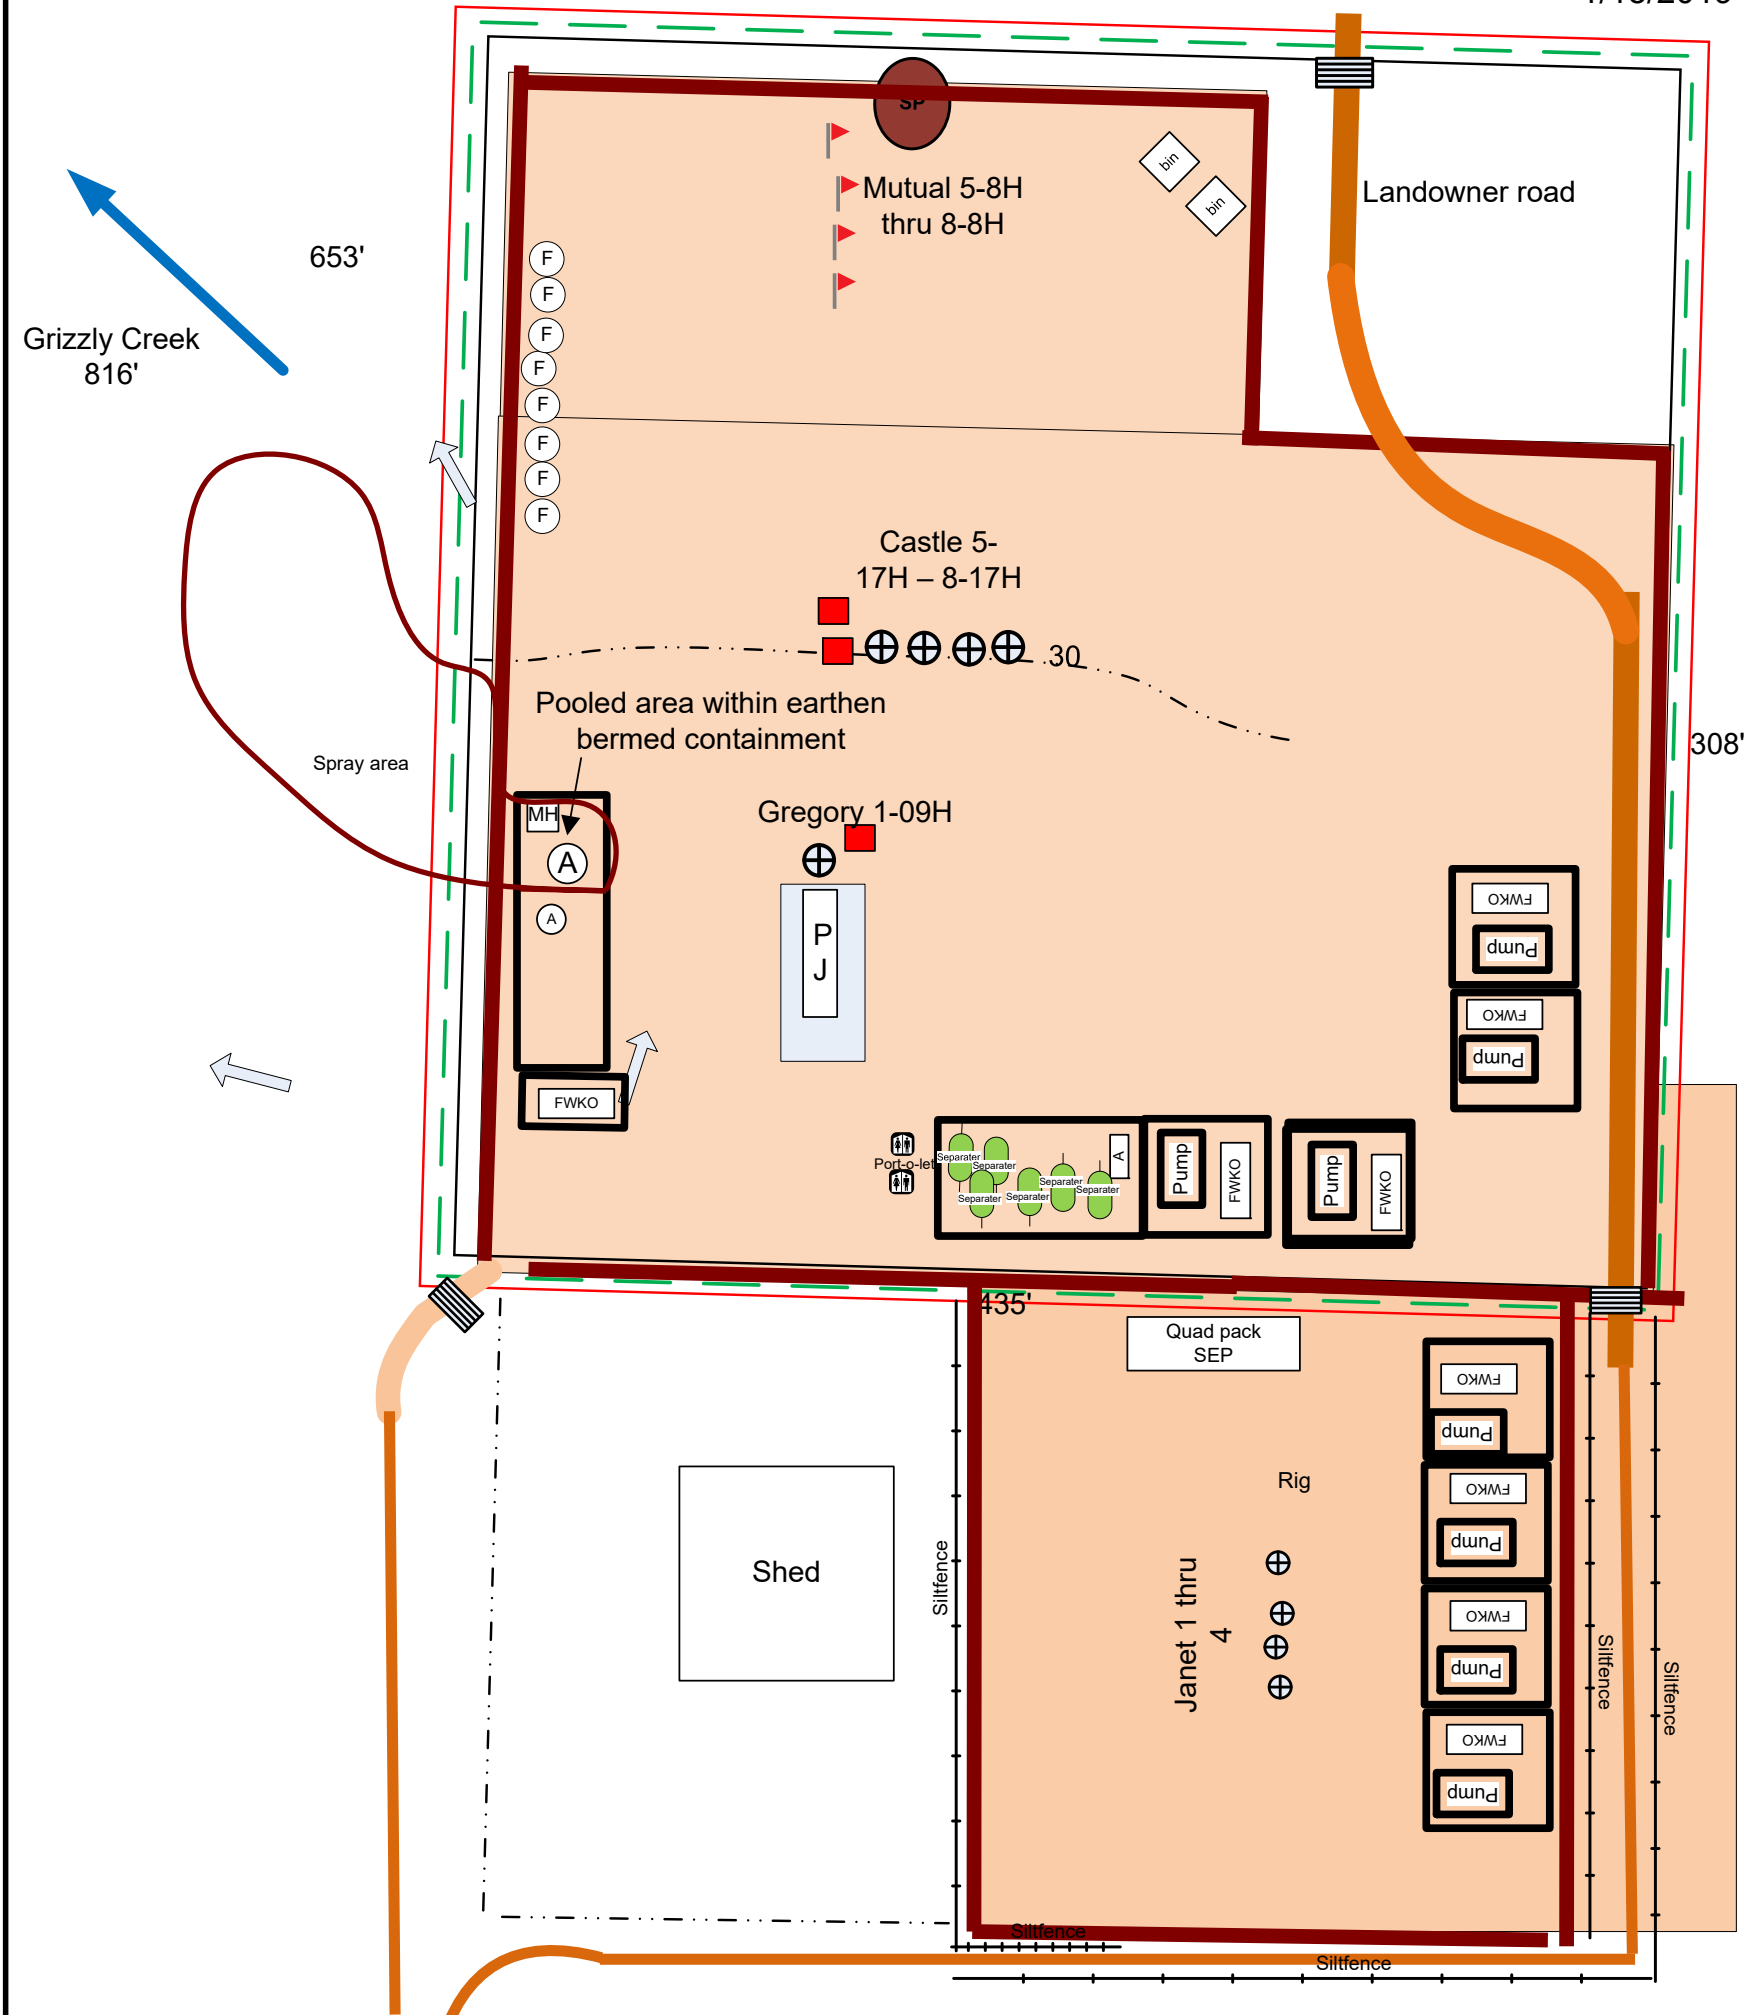 SP
bin
bin
Mutual 5-8H
thru 8-8H
Landowner road
653'
Grizzly Creek
816'
F
F
F
F
F
F
F
F
Castle 5-
17H – 8-17H
30
Pooled area within earthen
bermed containment
308'
Spray area
MH
A
A
Gregory 1-09H
P
J
FWKO
Pump
FWKO
Pump
FWKO
Port-o-let
Separater
Separater
Separater
Separater
Separater
Separater
A
Pump
FWKO
Pump
FWKO
435'
Quad pack
SEP
FWKO
Pump
Rig
FWKO
Pump
Shed
Siltfence
Janet 1 thru
4
FWKO
Pump
Siltfence
Siltfence
FWKO
Pump
Siltfence
Siltfence